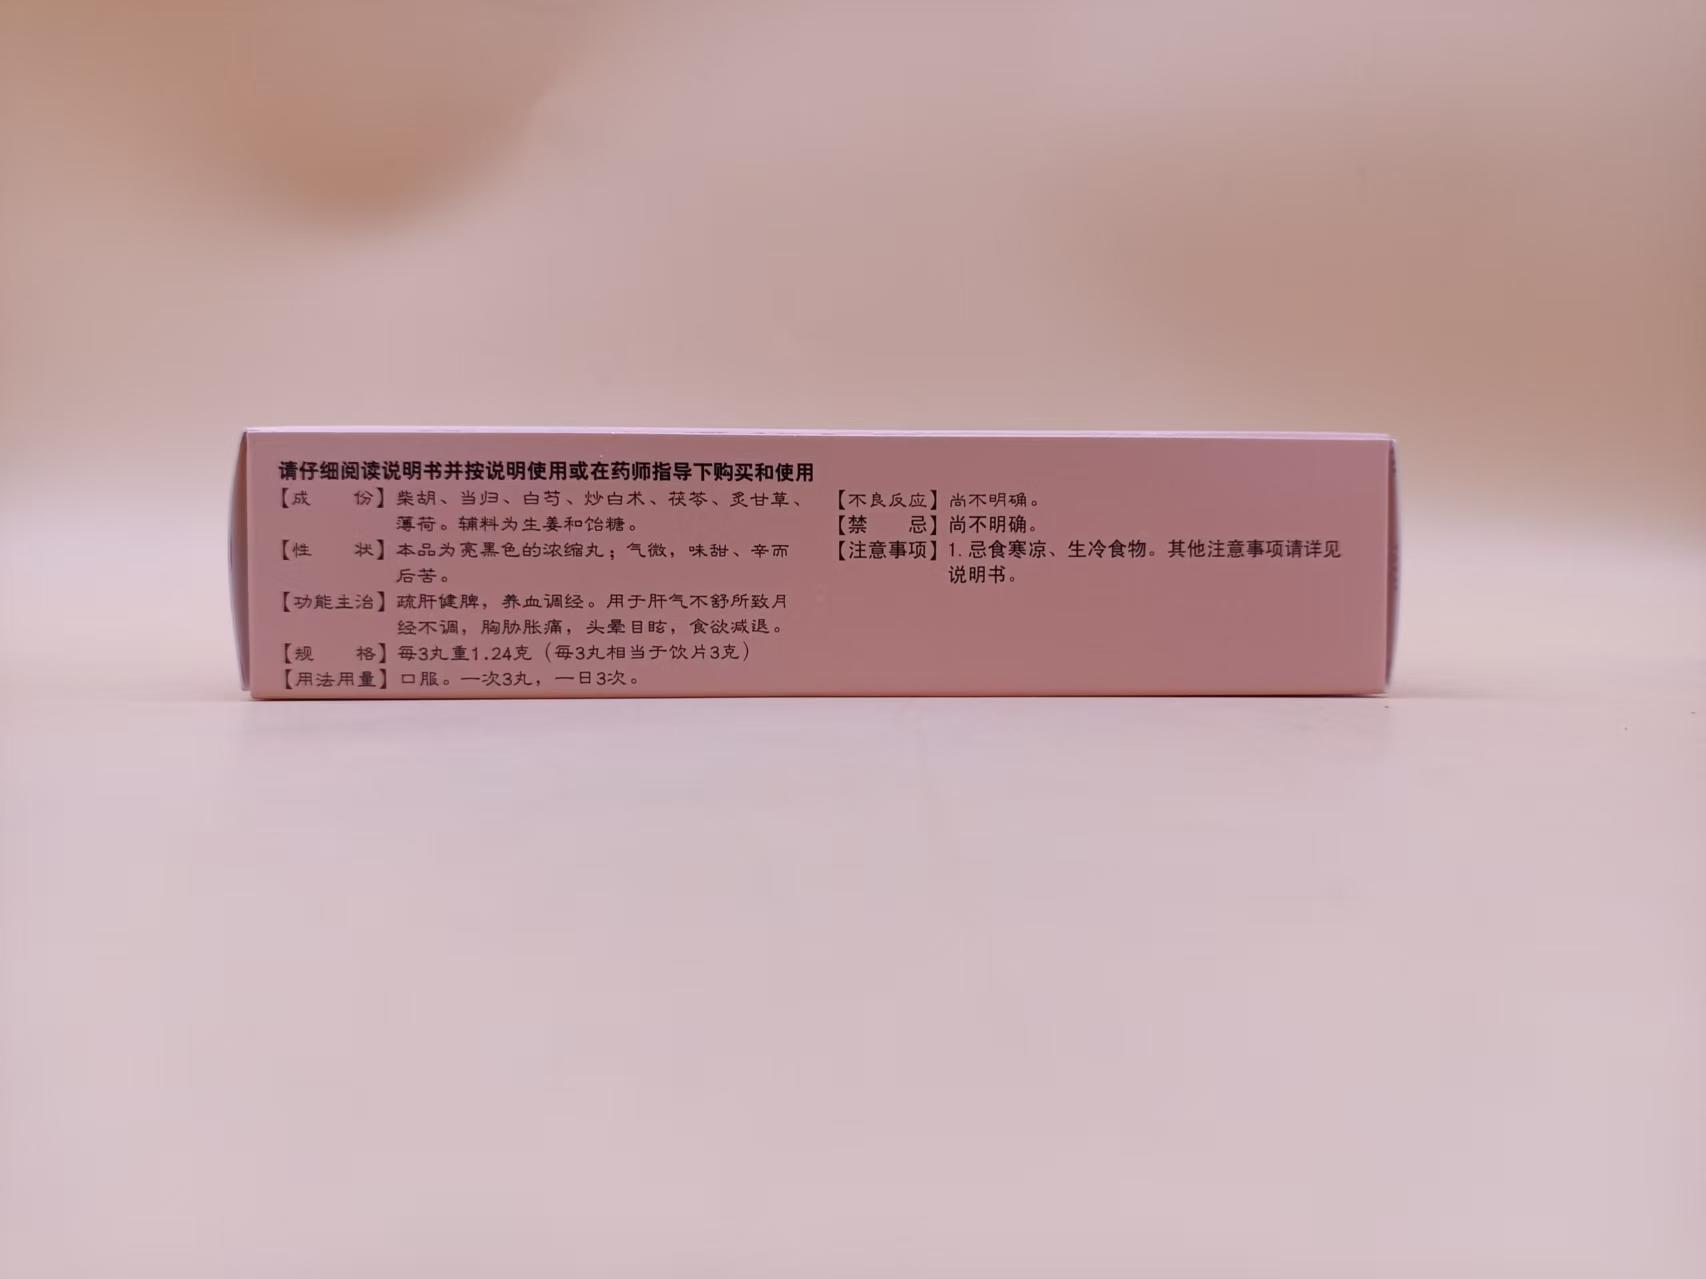 请仔细阅读说明书并按说明使用或在药师指导下购买和使用
【成　　份】柴胡、当归、白芍、炒白术、茯苓、炙甘草、
薄荷。辅料为生姜和饴糖。
【性　　状】本品为亮黑色的浓缩丸；气微，味甜、辛而
后苦。
【功能主治】疏肝健脾，养血调经。用于肝气不舒所致月
经不调，胸胁胀痛，头晕目眩，食欲减退。
【规　　格】每3丸重1.24克（每3丸相当于饮片3克）
【用法用量】口服。一次3丸，一日3次。
【不良反应】尚不明确。
【禁　　忌】尚不明确。
【注意事项】1. 忌食寒凉、生冷食物。其他注意事项请详见
说明书。